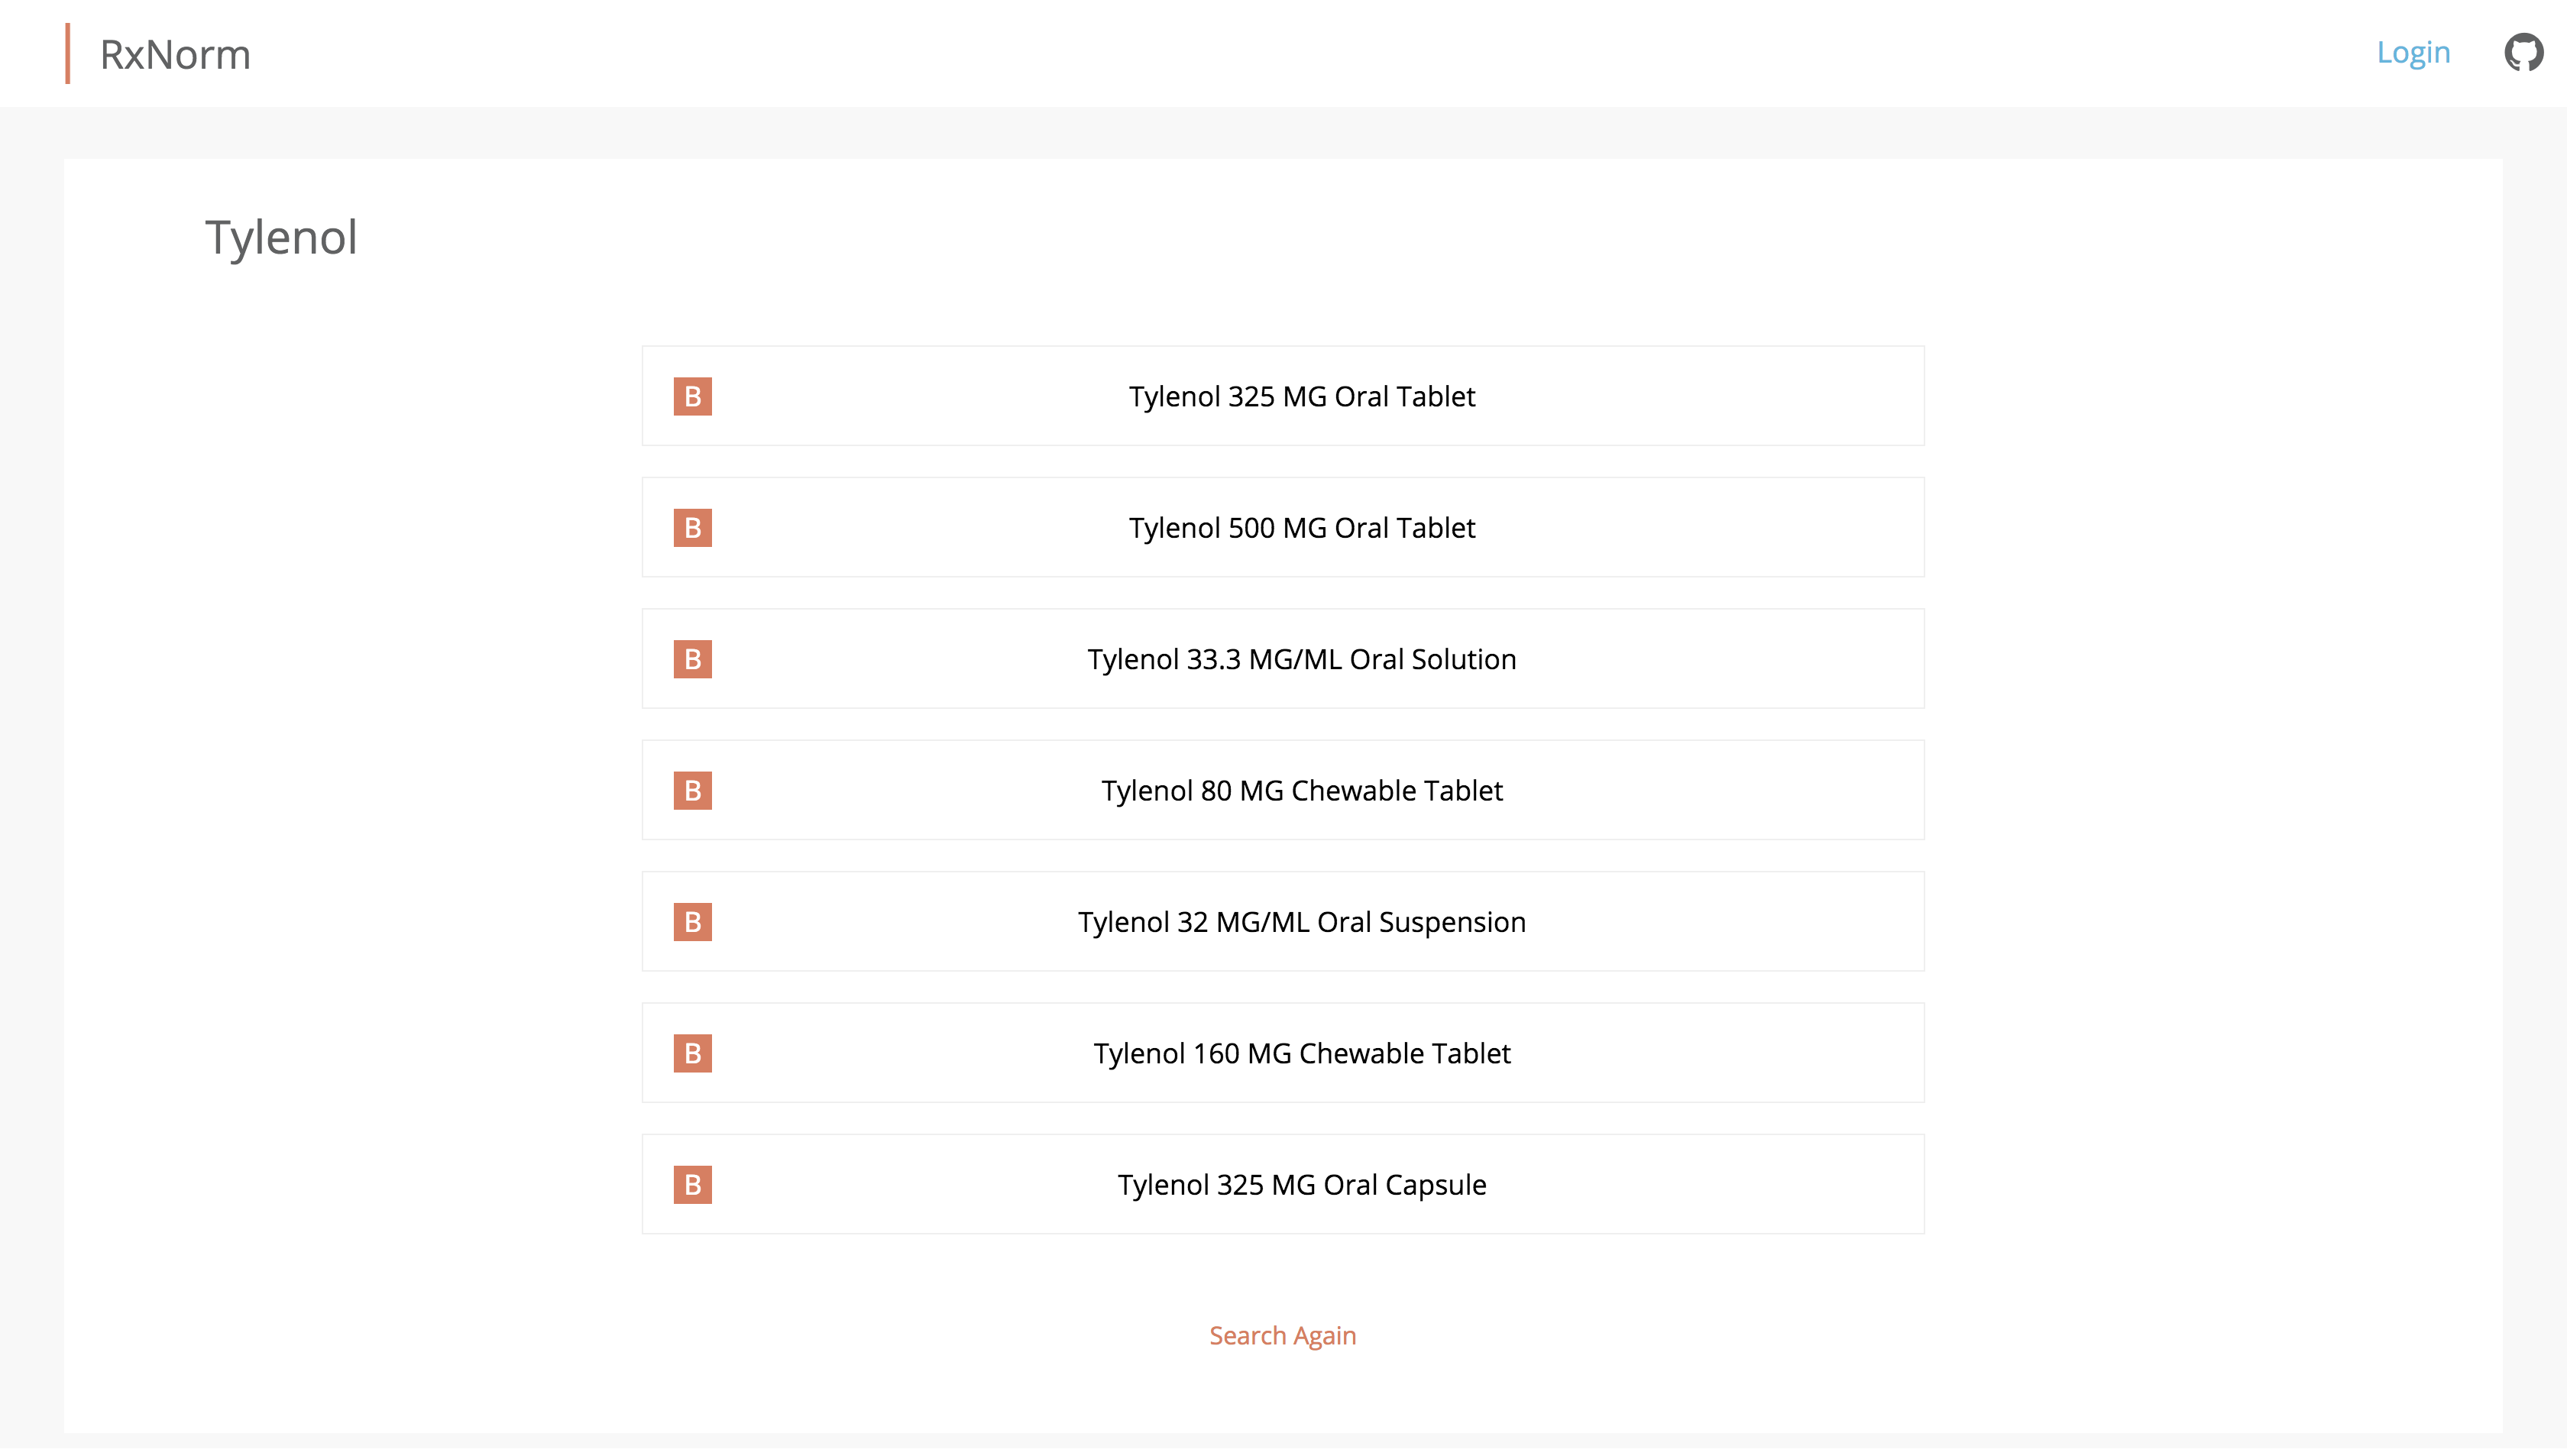 RxNorm
Login
Tylenol
B Tylenol 325 MG Oral Tablet
B Tylenol 500 MG Oral Tablet
B Tylenol 33.3 MG/ML Oral Solution
B Tylenol 80 MG Chewable Tablet
B Tylenol 32 MG/ML Oral Suspension
B Tylenol 160 MG Chewable Tablet
B Tylenol 325 MG Oral Capsule
Search Again